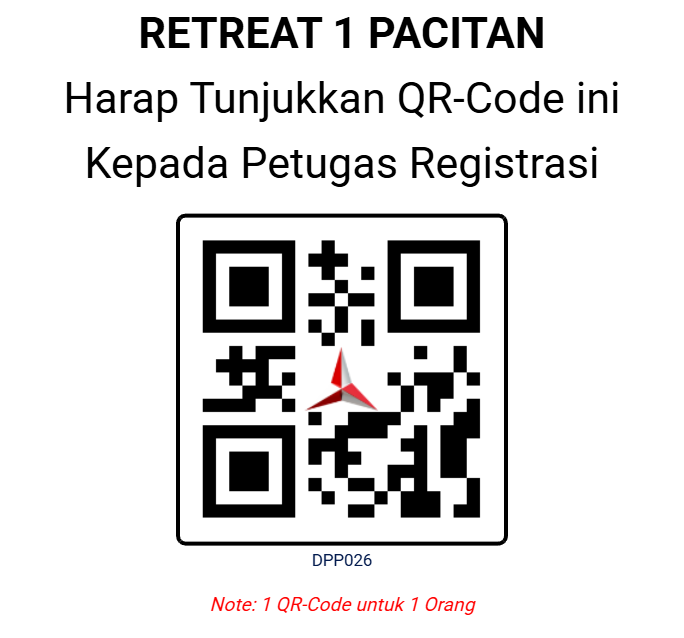 RETREAT 1 PACITAN
Harap Tunjukkan QR-Code ini
Kepada Petugas Registrasi
DPP026
Note: 1 QR-Code untuk 1 Orang